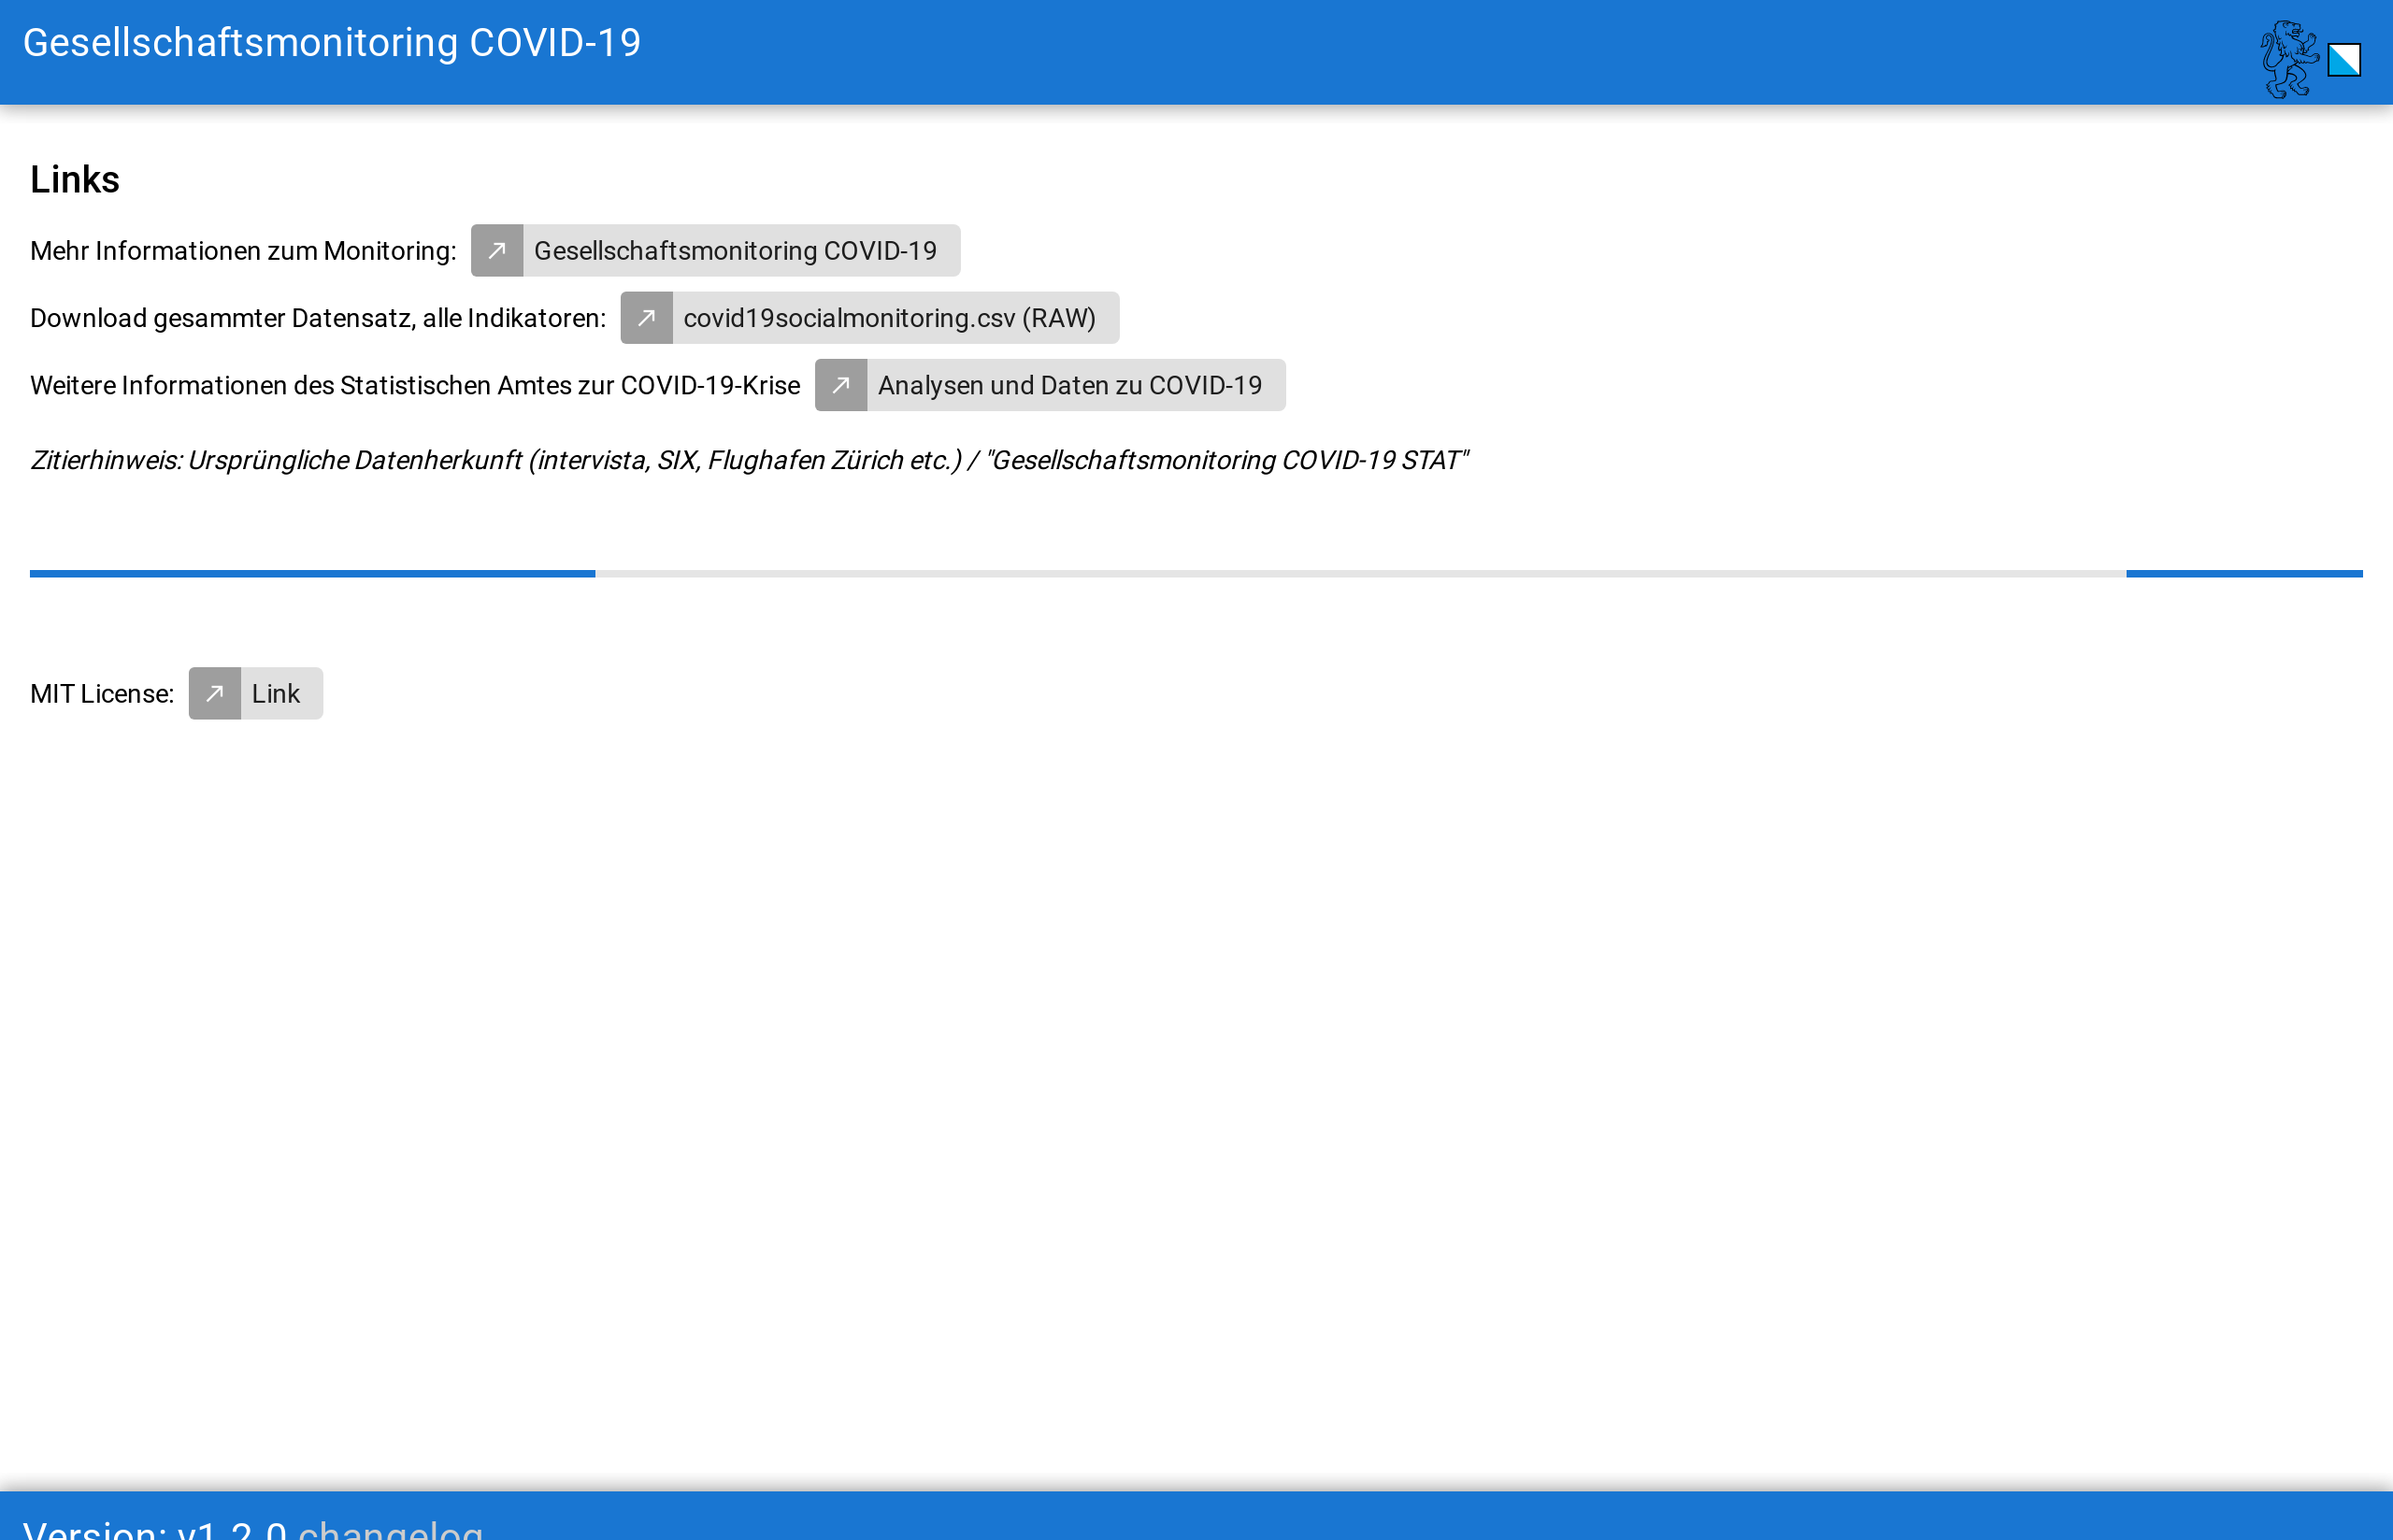 Gesellschaftsmonitoring COVID-19
Links
Mehr Informationen zum Monitoring: Gesellschaftsmonitoring COVID-19
Download gesammter Datensatz, alle Indikatoren: covid19socialmonitoring.csv (RAW)
Weitere Informationen des Statistischen Amtes zur COVID-19-Krise Analysen und Daten zu COVID-19
Zitierhinweis: Ursprüngliche Datenherkunft (intervista, SIX, Flughafen Zürich etc.) / "Gesellschaftsmonitoring COVID-19 STAT"
MIT License: Link
Version: v1.2.0 changelog